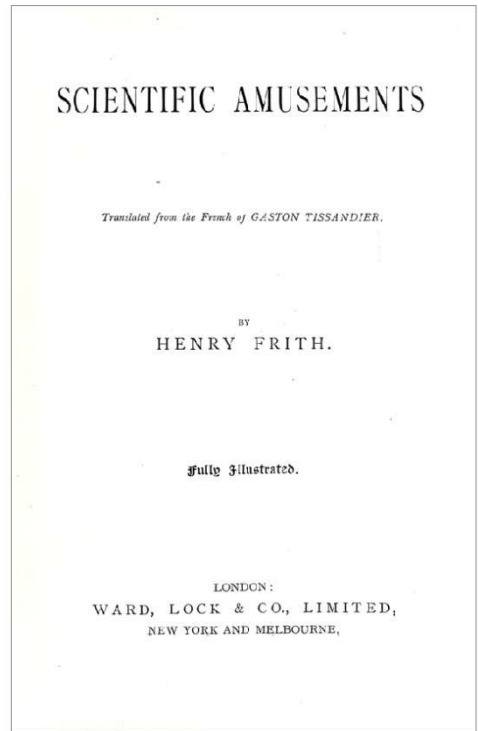 SCIENTIFIC AMUSEMENTS
Translated from the French of GASTON TISSANDIER.
BY
HENRY FRITH.
Fully Illustrated.
LONDON:
WARD, LOCK & CO., LIMITED,
NEW YORK AND MELBOURNE,